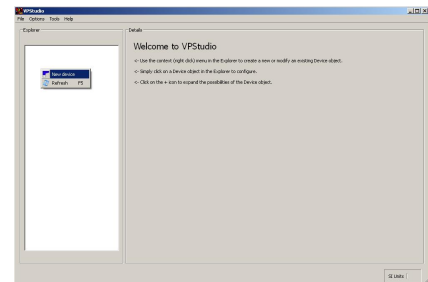 VPStudio
File Options Tools Help
Explorer
New device
Refresh F5
Details
Welcome to VPStudio
<- Use the context (right click) menu in the Explorer to create a new or modify an existing Device object.
<- Simply click on a Device object in the Explorer to configure.
<- Click on the + icon to expand the possibilities of the Device object.
SI Units